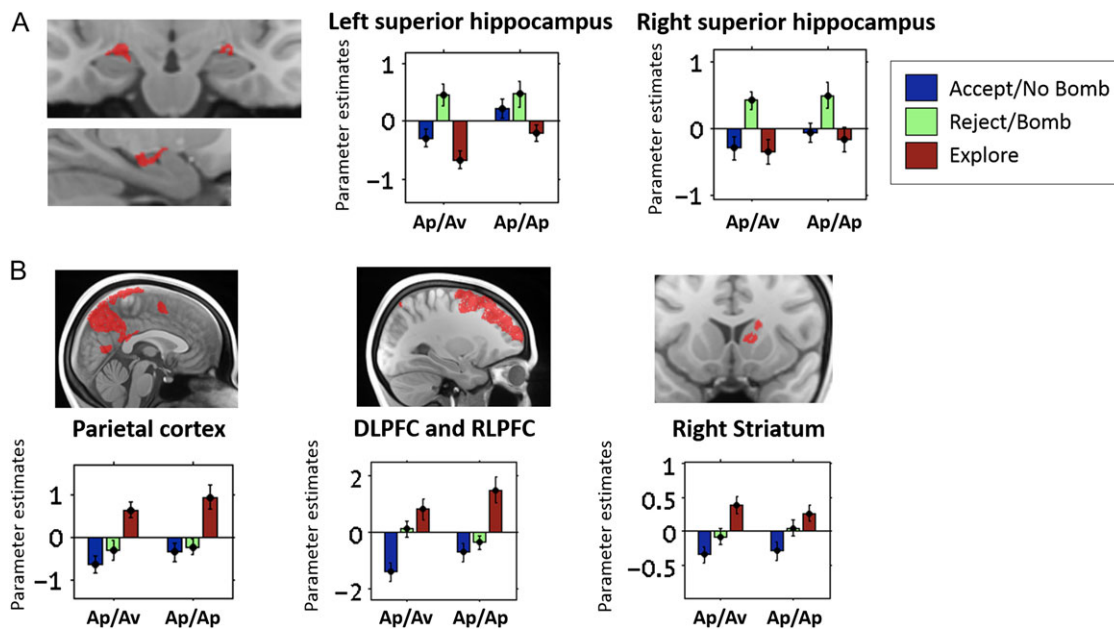 A
Left superior hippocampus
Parameter estimates
1
0
−1
Ap/Av Ap/Ap
Right superior hippocampus
Parameter estimates
1
0
−1
Ap/Av Ap/Ap
Accept/No Bomb
Reject/Bomb
Explore
B
Parietal cortex
Parameter estimates
1
0
−1
Ap/Av Ap/Ap
DLPFC and RLPFC
2
0
−2
Ap/Av Ap/Ap
Right Striatum
Parameter estimates
1
0.5
0
−0.5
Ap/Av Ap/Ap